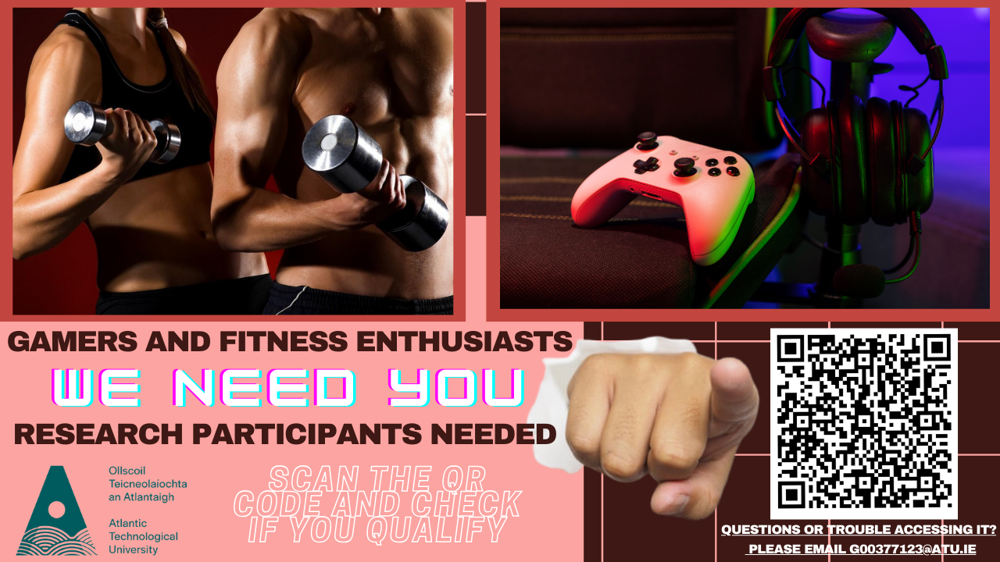 GAMERS AND FITNESS ENTHUSIASTS
WE NEED YOU
RESEARCH PARTICIPANTS NEEDED
SCAN THE QR
CODE AND CHECK
IF YOU QUALIFY
Ollscoil
Teicneolaíochta
an Atlantaigh
Atlantic
Technological
University
QUESTIONS OR TROUBLE ACCESSING IT?
PLEASE EMAIL G00377123@ATU.IE